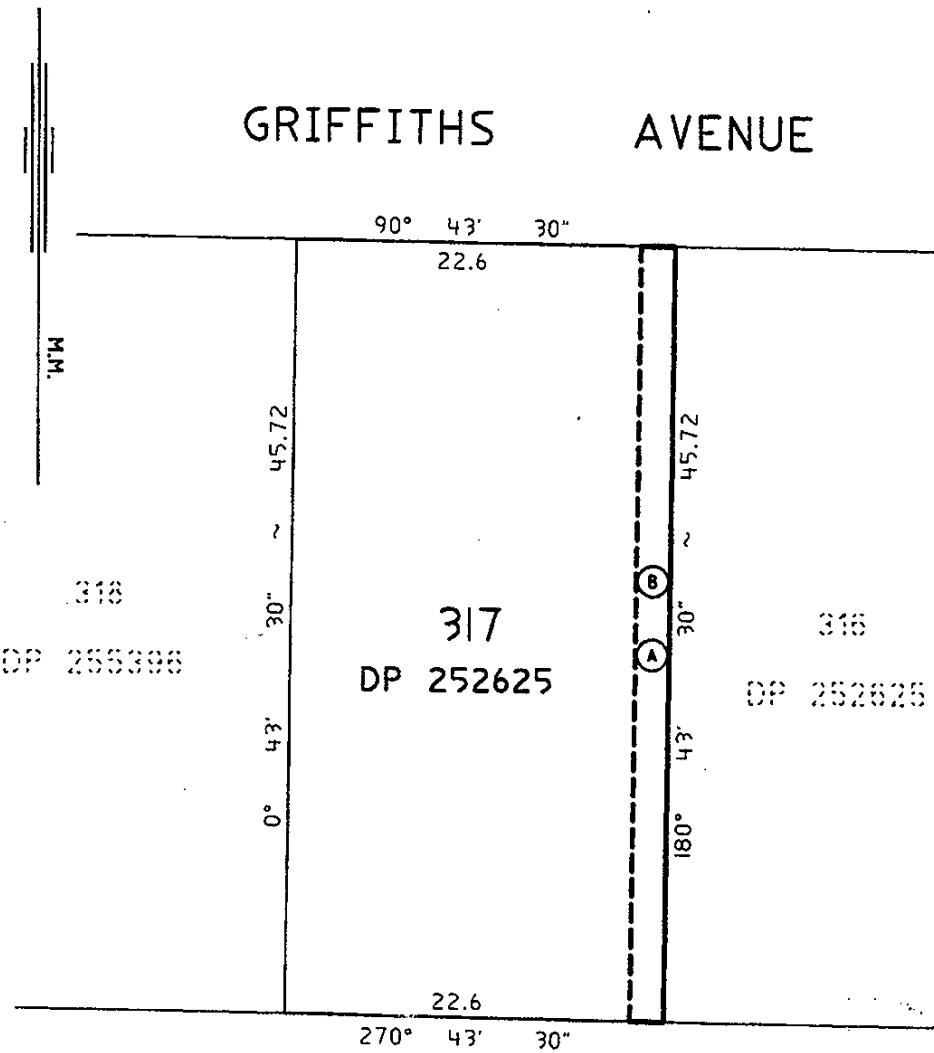 GRIFFITHS AVENUE
90° 43' 30"
22.6
M.M.
0° 43' 30" ~ 45.72
318
DP 255396
317
DP 252625
B
A
180° 43' 30" ~ 45.72
316
DP 252625
22.6
270° 43' 30"